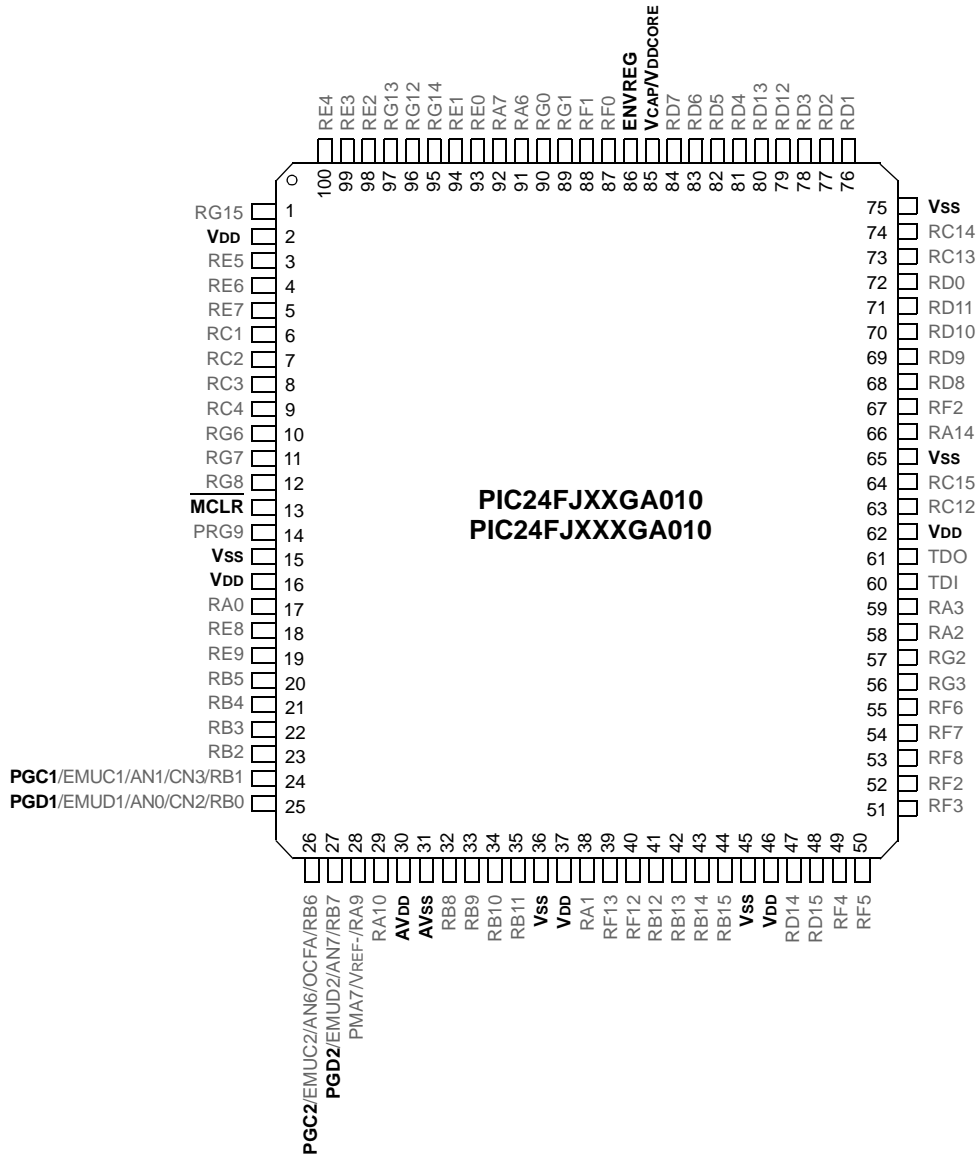 RE4
RE3
RE2
RG13
RG12
RG14
RE1
RE0
RA7
RA6
RG0
RG1
RF1
RF0
ENVREG
VCAP/VDDCORE
RD7
RD6
RD5
RD4
RD13
RD12
RD3
RD2
RD1
100
99
98
97
96
95
94
93
92
91
90
89
88
87
86
85
84
83
82
81
80
79
78
77
76
RG15 1
VDD 2
RE5 3
RE6 4
RE7 5
RC1 6
RC2 7
RC3 8
RC4 9
RG6 10
RG7 11
RG8 12
MCLR 13
PRG9 14
VSS 15
VDD 16
RA0 17
RE8 18
RE9 19
RB5 20
RB4 21
RB3 22
RB2 23
PGC1/EMUC1/AN1/CN3/RB1 24
PGD1/EMUD1/AN0/CN2/RB0 25
PIC24FJXXGA010
PIC24FJXXXGA010
75 VSS
74 RC14
73 RC13
72 RD0
71 RD11
70 RD10
69 RD9
68 RD8
67 RF2
66 RA14
65 VSS
64 RC15
63 RC12
62 VDD
61 TDO
60 TDI
59 RA3
58 RA2
57 RG2
56 RG3
55 RF6
54 RF7
53 RF8
52 RF2
51 RF3
26
27
28
29
30
31
32
33
34
35
36
37
38
39
40
41
42
43
44
45
46
47
48
49
50
PGC2/EMUC2/AN6/OCFA/RB6
PGD2/EMUD2/AN7/RB7
PMA7/VREF-/RA9
RA10
AVDD
AVSS
RB8
RB9
RB10
RB11
VSS
VDD
RA1
RF13
RF12
RB12
RB13
RB14
RB15
VSS
VDD
RD14
RD15
RF4
RF5